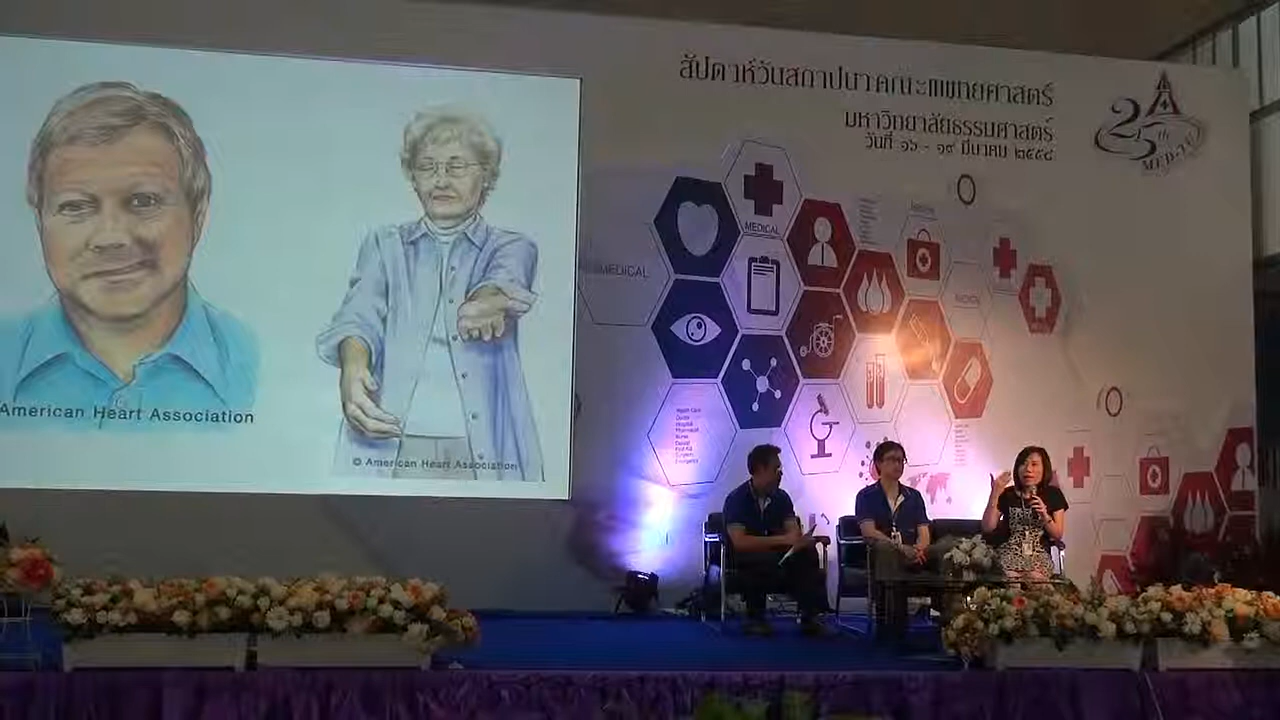 สัปดาห์วันสถาปนา คณะแพทยศาสตร์
มหาวิทยาลัยธรรมศาสตร์
วันที่ ๑๖ - ๑๙ มีนาคม ๒๕๕๘
25th
MED-TU
MEDICAL
MEDICAL
American Heart Association
© American Heart Association